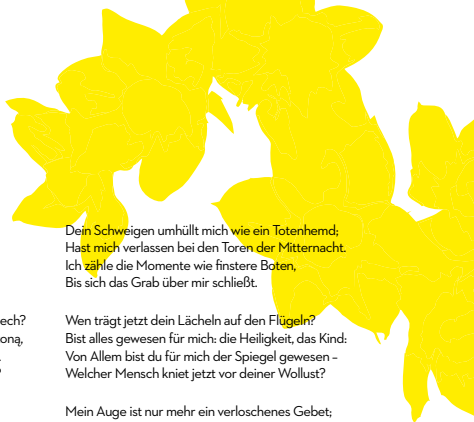 Dein Schweigen umhüllt mich wie ein Totenhemd;
Hast mich verlassen bei den Toren der Mitternacht.
Ich zähle die Momente wie finstere Boten,
Bis sich das Grab über mir schließt.
ech?
Wen trägt jetzt dein Lächeln auf den Flügeln?
oną,
Bist alles gewesen für mich: die Heiligkeit, das Kind:
Von Allem bist du für mich der Spiegel gewesen –
Welcher Mensch kniet jetzt vor deiner Wollust?
Mein Auge ist nur mehr ein verloschenes Gebet;